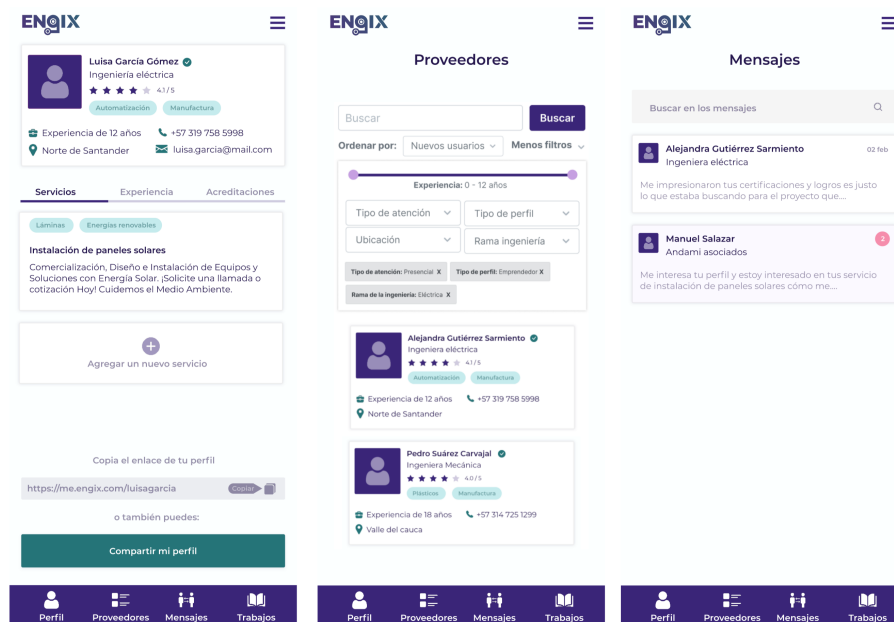 ENGIX
Luisa García Gómez
Ingeniería eléctrica
4.1/5
Automatización Manufactura
Experiencia de 12 años +57 319 758 5998
Norte de Santander luisa.garcia@mail.com
Servicios Experiencia Acreditaciones
Láminas Energías renovables
Instalación de paneles solares
Comercialización, Diseño e Instalación de Equipos y
Soluciones con Energía Solar. ¡Solicite una llamada o
cotización Hoy! Cuidemos el Medio Ambiente.
Agregar un nuevo servicio
Copia el enlace de tu perfil
https://me.engix.com/luisagarcia Copiar
o también puedes:
Compartir mi perfil
Perfil Proveedores Mensajes Trabajos
ENGIX
Proveedores
Buscar Buscar
Ordenar por: Nuevos usuarios Menos filtros
Experiencia: 0 - 12 años
Tipo de atención Tipo de perfil
Ubicación Rama ingeniería
Tipo de atención: Presencial X Tipo de perfil: Emprendedor X
Rama de la ingeniería: Eléctrica X
Alejandra Gutiérrez Sarmiento
Ingeniera eléctrica
4.1/5
Automatización Manufactura
Experiencia de 12 años +57 319 758 5998
Norte de Santander
Pedro Suárez Carvajal
Ingeniera Mecánica
4.0/5
Plásticos Manufactura
Experiencia de 18 años +57 314 725 1299
Valle del cauca
Perfil Proveedores Mensajes Trabajos
ENGIX
Mensajes
Buscar en los mensajes
Alejandra Gutiérrez Sarmiento 02 feb
Ingeniera eléctrica
Me impresionaron tus certificaciones y logros es justo
lo que estaba buscando para el proyecto que....
Manuel Salazar 2
Andami asociados
Me interesa tu perfil y estoy interesado en tus servicio
de instalación de paneles solares cómo me....
Perfil Proveedores Mensajes Trabajos